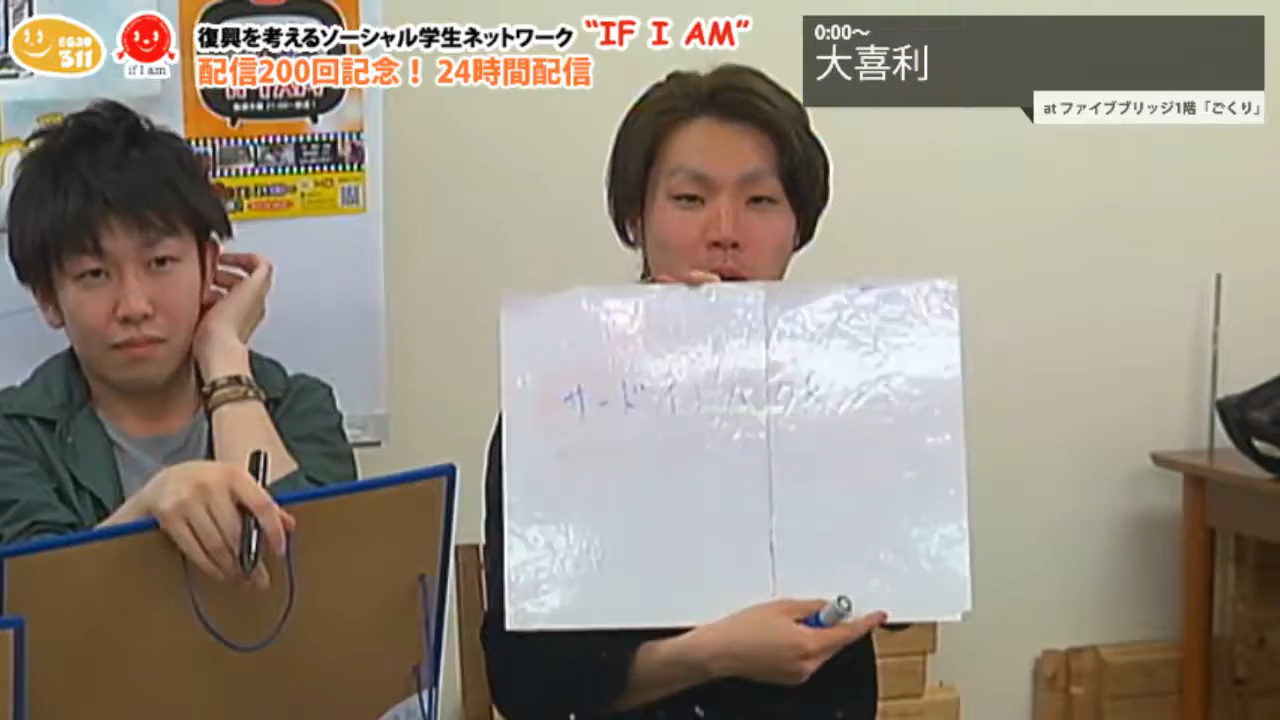 復興を考えるソーシャル学生ネットワーク "IF I AM"
配信200回記念！ 24時間配信
311
if I am
0:00～
大喜利
at ファイブブリッジ1階「ごくり」
サードインパクト